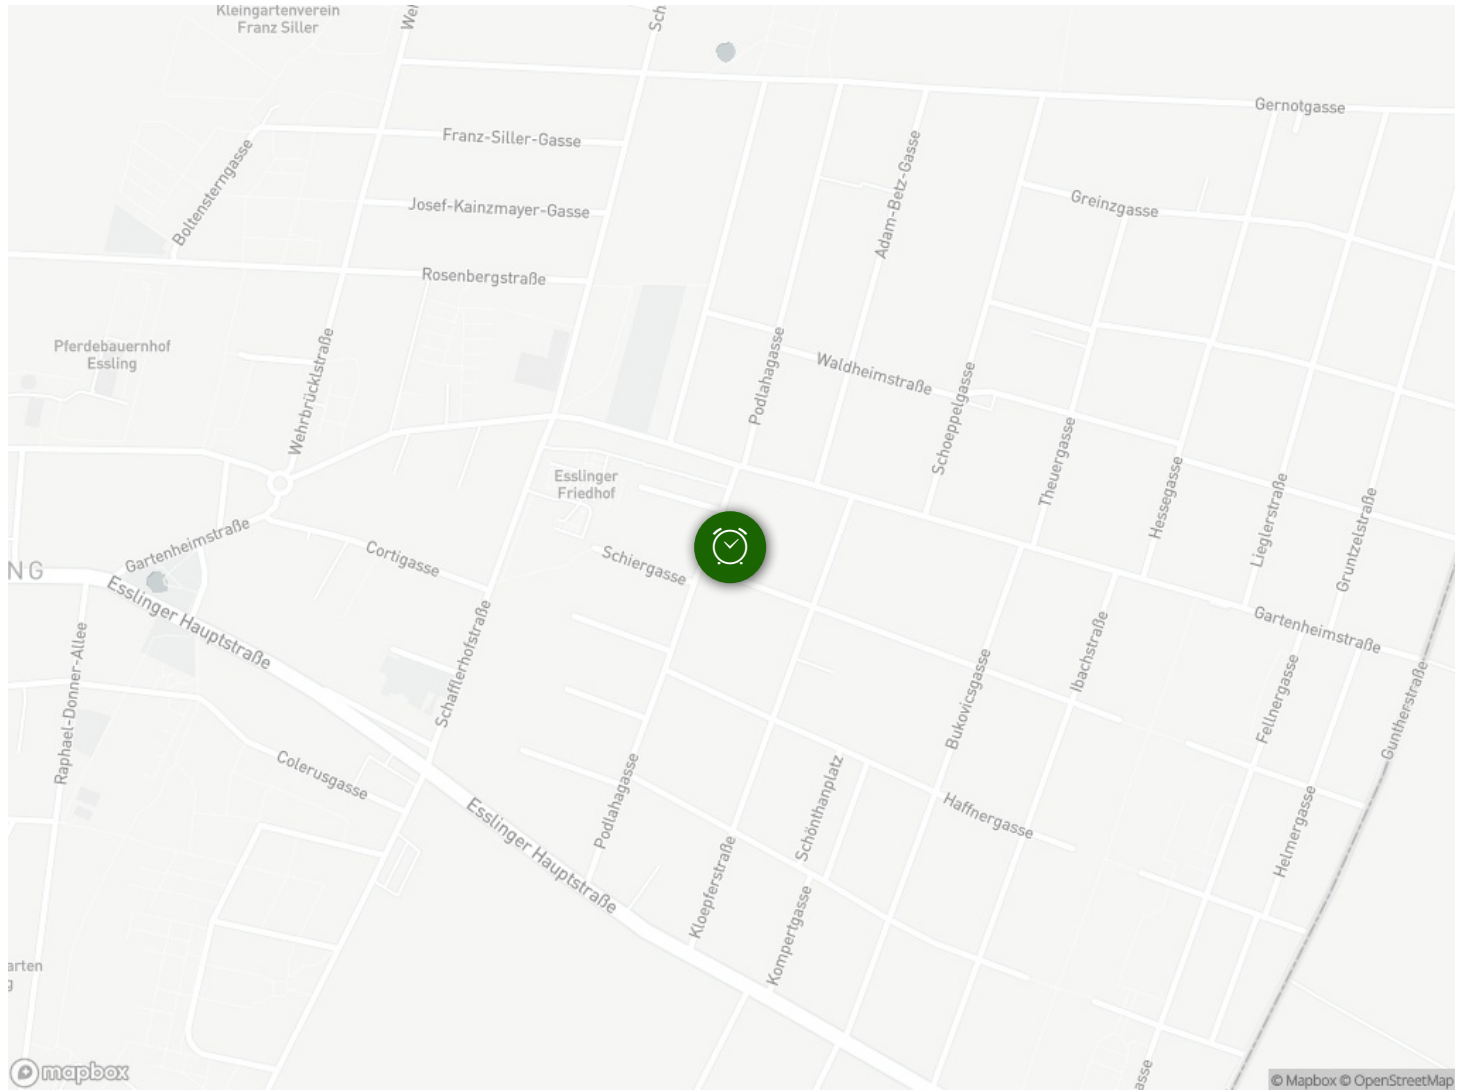 Kleingartenverein
Franz Siller
Gernotgasse
Franz-Siller-Gasse
Boltensterngasse
Adam-Betz-Gasse
Josef-Kainzmayer-Gasse
Greinzgasse
Rosenbergstraße
Pferdebauernhof
Essling
Wehrbrücklstraße
Podlahagasse
Waldheimstraße
Schoeppelgasse
Theuergasse
Hessegasse
Lieglerstraße
Gruntzelstraße
Esslinger
Friedhof
Gartenheimstraße
Cortigasse
Schiergasse
NG
Esslinger Hauptstraße
Raphael-Donner-Allee
Schafflerhofstraße
Gartenheimstraße
Ibachstraße
Bukovicsgasse
Fellnergasse
Guntherstraße
Colerusgasse
Podlahagasse
Schönthanplatz
Haffnergasse
Helmergasse
Esslinger Hauptstraße
Kloepferstraße
Kompertgasse
arten
mapbox
© Mapbox © OpenStreetMap